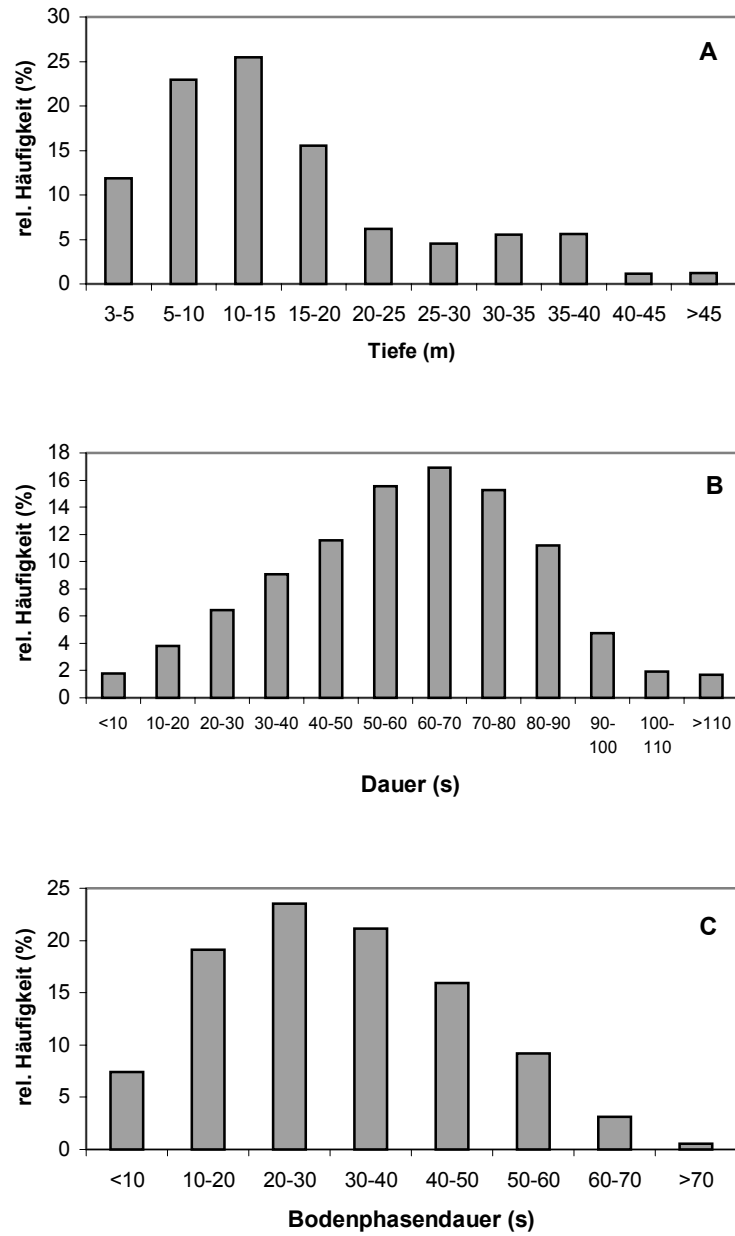 30
25
20
15
10
5
0
rel. Häufigkeit (%)
A
3-5 5-10 10-15 15-20 20-25 25-30 30-35 35-40 40-45 >45
Tiefe (m)
18
16
14
12
10
8
6
4
2
0
rel. Häufigkeit (%)
B
<10 10-20 20-30 30-40 40-50 50-60 60-70 70-80 80-90 90- 100- >110
100 110
Dauer (s)
25
20
15
10
5
0
rel. Häufigkeit (%)
C
<10 10-20 20-30 30-40 40-50 50-60 60-70 >70
Bodenphasendauer (s)